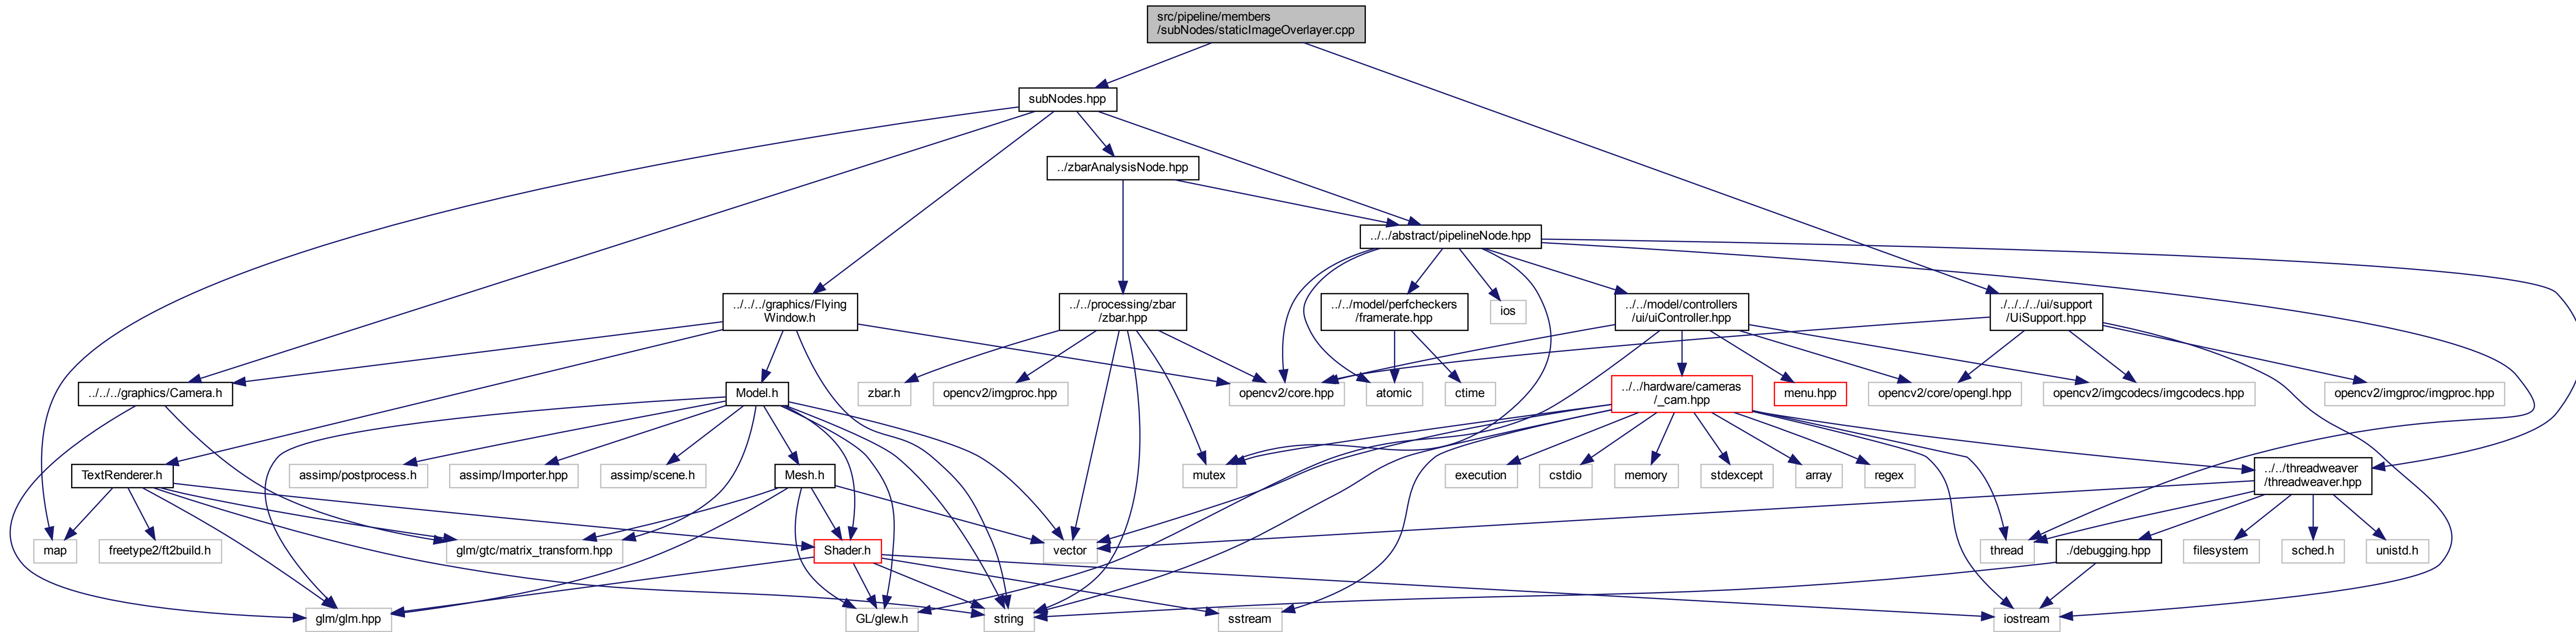 src/pipeline/members
/subNodes/staticImageOverlayer.cpp
subNodes.hpp
../zbarAnalysisNode.hpp
../../abstract/pipelineNode.hpp
../../../graphics/Flying
Window.h
../../processing/zbar
/zbar.hpp
../../model/perfcheckers
/framerate.hpp
ios
../../model/controllers
/ui/uiController.hpp
./../../../ui/support
/UiSupport.hpp
../../../graphics/Camera.h
Model.h
zbar.h
opencv2/imgproc.hpp
opencv2/core.hpp
atomic
ctime
../../hardware/cameras
/_cam.hpp
menu.hpp
opencv2/core/opengl.hpp
opencv2/imgcodecs/imgcodecs.hpp
opencv2/imgproc/imgproc.hpp
TextRenderer.h
assimp/postprocess.h
assimp/Importer.hpp
assimp/scene.h
Mesh.h
mutex
execution
cstdio
memory
stdexcept
array
regex
../../threadweaver
/threadweaver.hpp
map
freetype2/ft2build.h
glm/gtc/matrix_transform.hpp
Shader.h
vector
thread
./debugging.hpp
filesystem
sched.h
unistd.h
glm/glm.hpp
GL/glew.h
string
sstream
iostream